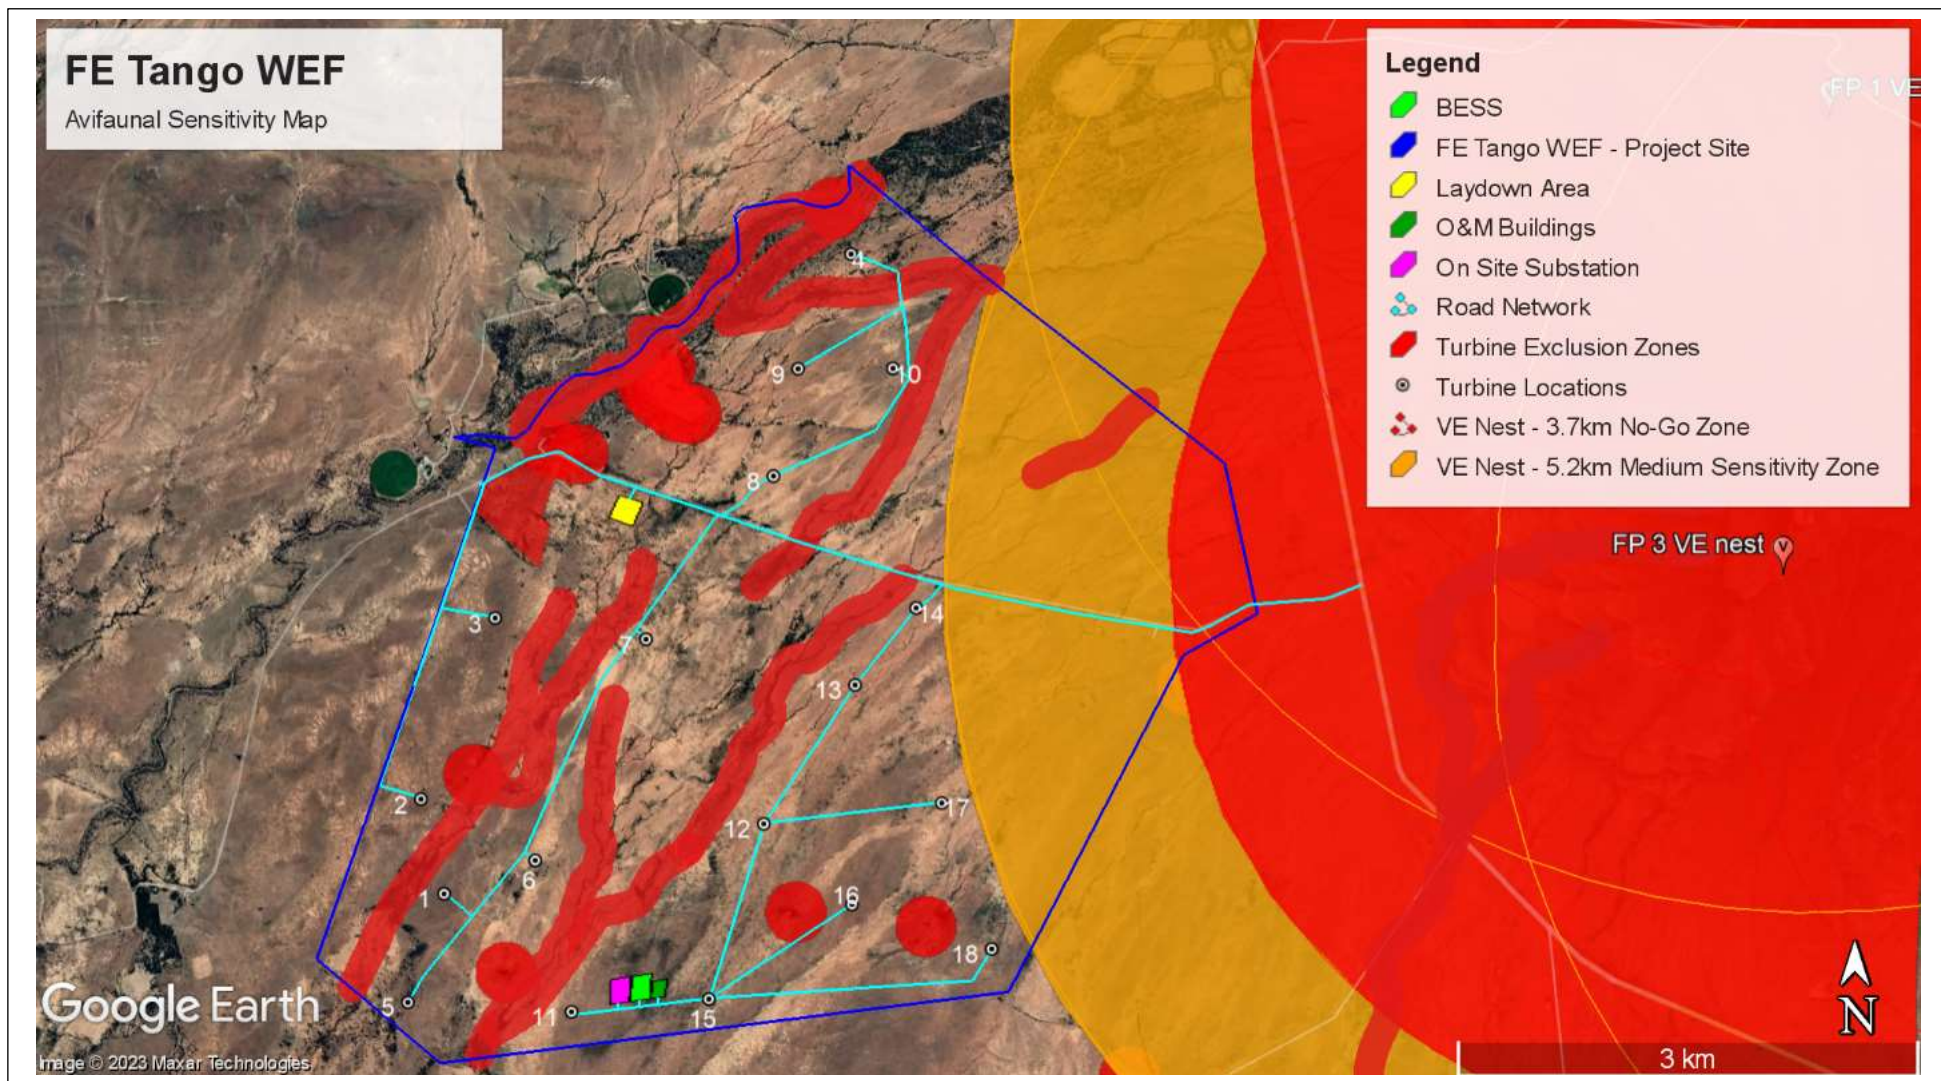 FE Tango WEF
Avifaunal Sensitivity Map
Legend
BESS
FE Tango WEF - Project Site
Laydown Area
O&M Buildings
On Site Substation
Road Network
Turbine Exclusion Zones
Turbine Locations
VE Nest - 3.7km No-Go Zone
VE Nest - 5.2km Medium Sensitivity Zone
FP 1 VE
4
9
10
8
FP 3 VE nest
3
14
7
13
2
17
12
6
1
16
18
5
11
15
Google Earth
N
Image © 2023 Maxar Technologies
3 km